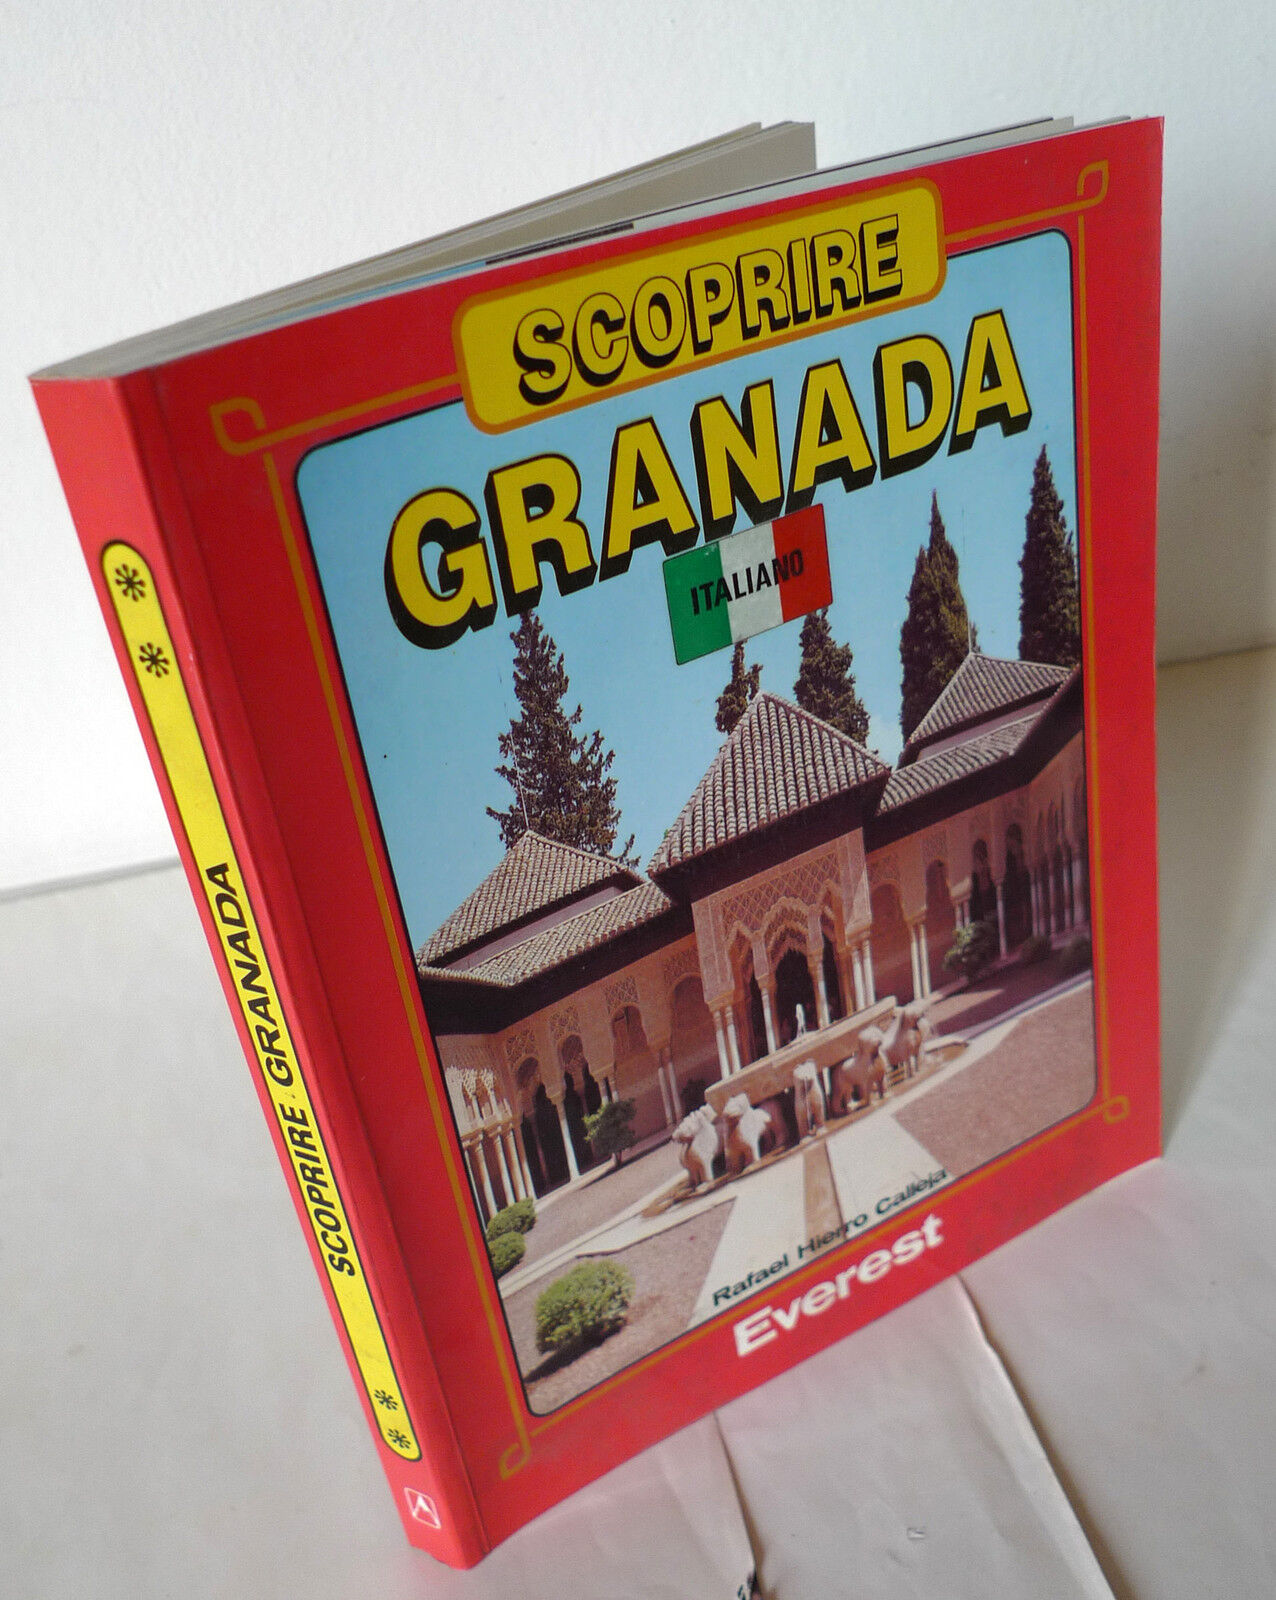 SCOPRIRE
GRANADA
ITALIANO
Rafael Hierro Calleja
Everest
SCOPRIRE · GRANADA